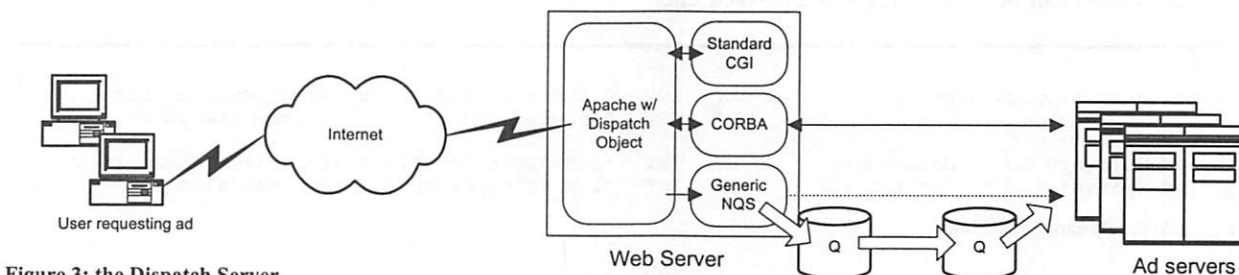 Standard
CGI
Apache w/
Dispatch
Object
Internet
CORBA
Generic
NQS
User requesting ad
Q
Q
Web Server
Ad servers
Figure 3: the Dispatch Server